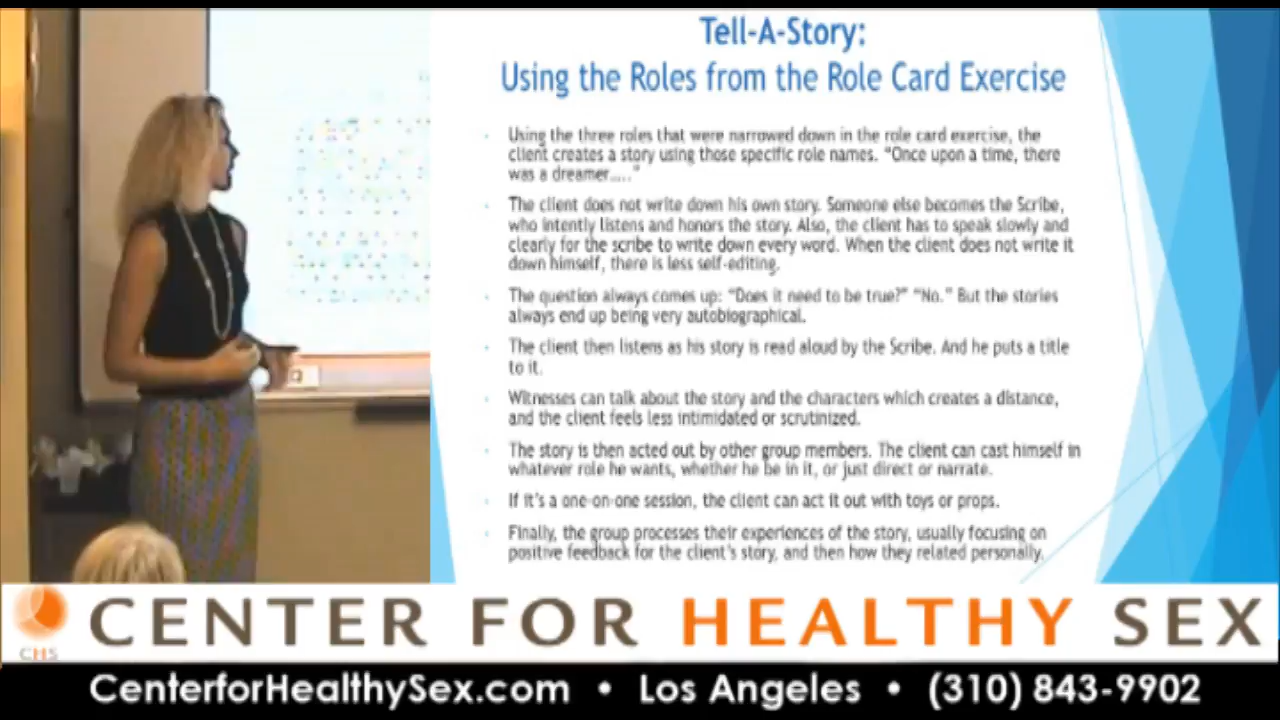 Tell-A-Story:
Using the Roles from the Role Card Exercise
Using the three roles that were narrowed down in the role card exercise, the
client creates a story using those specific role names. "Once upon a time, there
was a dreamer....."
The client does not write down his own story. Someone else becomes the Scribe,
who intently listens and honors the story. Also, the client has to speak slowly and
clearly for the scribe to write down every word. When the client does not write it
down himself, there is less self-editing.
The question always comes up: "Does it need to be true?" "No." But the stories
always end up being very autobiographical.
The client then listens as his story is read aloud by the Scribe. And he puts a title
to it.
Witnesses can talk about the story and the characters which creates a distance,
and the client feels less intimidated or scrutinized.
The story is then acted out by other group members. The client can cast himself in
whatever role he wants, whether he be in it, or just direct or narrate.
If it's a one-on-one session, the client can act it out with toys or props.
Finally, the group processes their experiences of the story, usually focusing on
positive feedback for the client's story, and then how they related personally.
CENTER FOR HEALTHY SEX
CHS
CenterforHealthySex.com • Los Angeles • (310) 843-9902